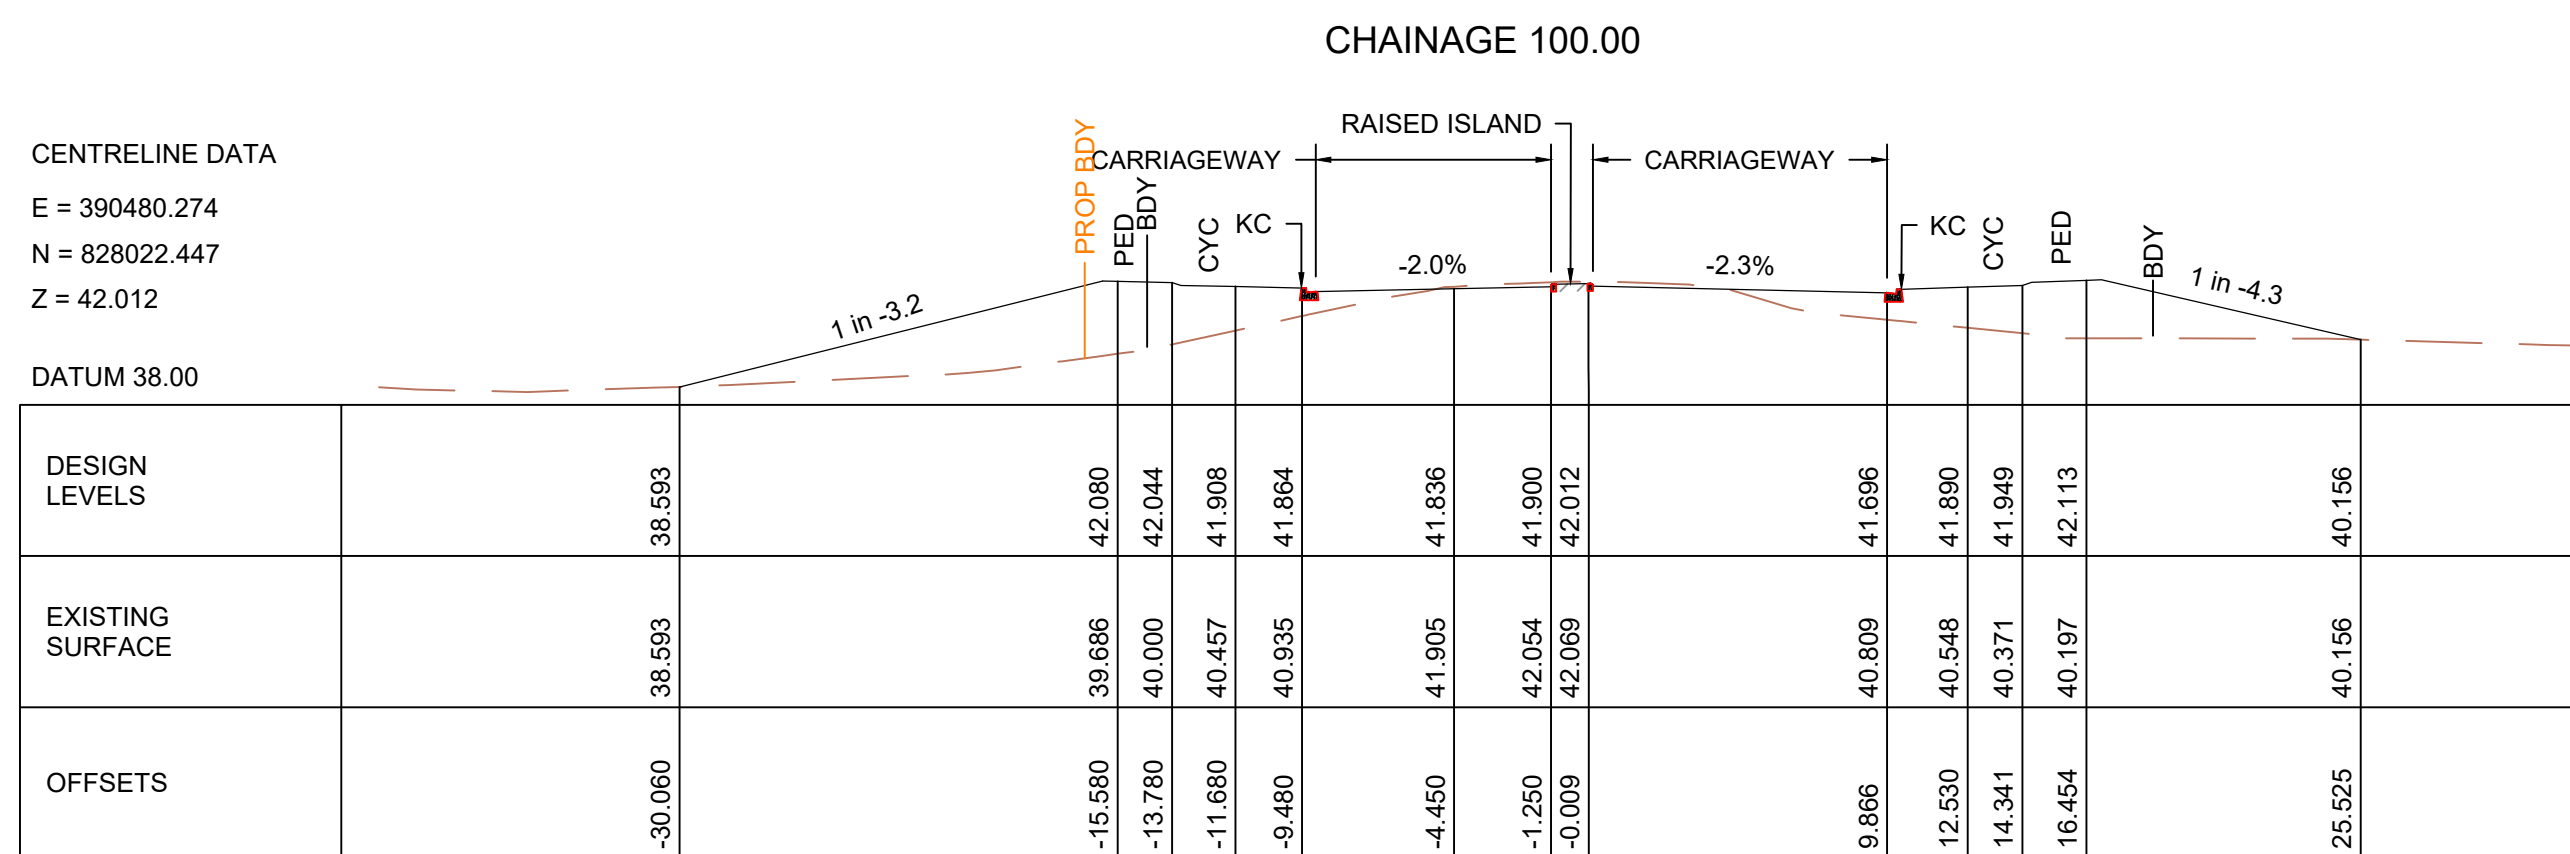 CHAINAGE 100.00
CENTRELINE DATA
E = 390480.274
N = 828022.447
Z = 42.012
DATUM 38.00
PROP BDY
CARRIAGEWAY
RAISED ISLAND
CARRIAGEWAY
PED
BDY
CYC
KC
-2.0%
-2.3%
KC
CYC
PED
BDY
1 in -3.2
1 in -4.3
DESIGN
LEVELS
38.593
42.080
42.044
41.908
41.864
41.836
41.900
42.012
41.696
41.890
41.949
42.113
40.156
EXISTING
SURFACE
38.593
39.686
40.000
40.457
40.935
41.905
42.054
42.069
40.809
40.548
40.371
40.197
40.156
OFFSETS
-30.060
-15.580
-13.780
-11.680
-9.480
-4.450
-1.250
-0.009
9.866
12.530
14.341
16.454
25.525